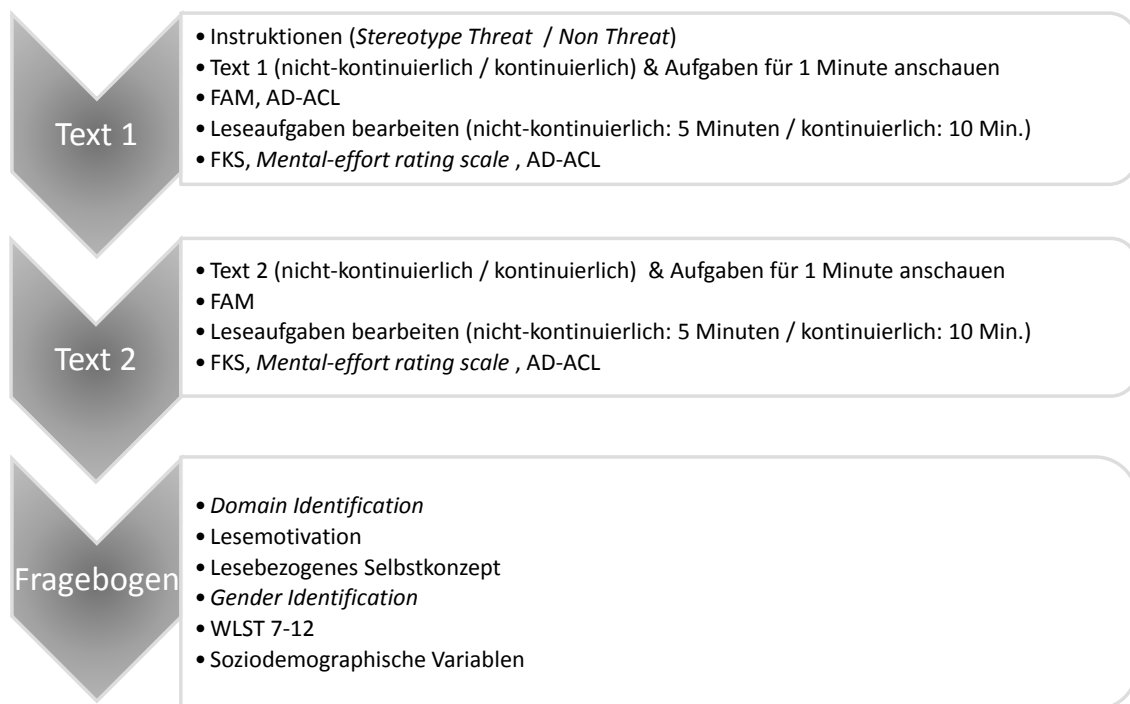 Text 1
• Instruktionen (Stereotype Threat / Non Threat)
• Text 1 (nicht-kontinuierlich / kontinuierlich) & Aufgaben für 1 Minute anschauen
• FAM, AD-ACL
• Leseaufgaben bearbeiten (nicht-kontinuierlich: 5 Minuten / kontinuierlich: 10 Min.)
• FKS, Mental-effort rating scale , AD-ACL
Text 2
• Text 2 (nicht-kontinuierlich / kontinuierlich) & Aufgaben für 1 Minute anschauen
• FAM
• Leseaufgaben bearbeiten (nicht-kontinuierlich: 5 Minuten / kontinuierlich: 10 Min.)
• FKS, Mental-effort rating scale , AD-ACL
Fragebogen
• Domain Identification
• Lesemotivation
• Lesebezogenes Selbstkonzept
• Gender Identification
• WLST 7-12
• Soziodemographische Variablen